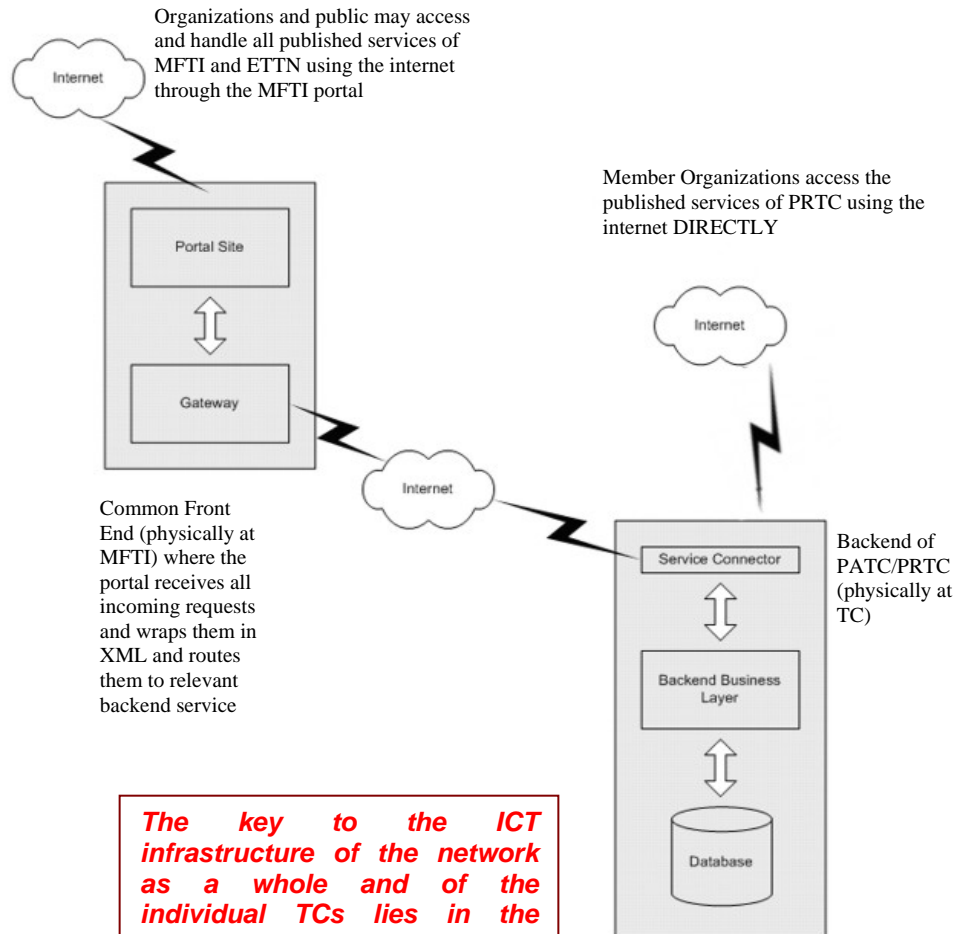 Organizations and public may access
and handle all published services of
MFTI and ETTN using the internet
through the MFTI portal
Internet
Member Organizations access the
published services of PRTC using the
internet DIRECTLY
Portal Site
Internet
Gateway
Internet
Common Front
End (physically at
MFTI) where the
portal receives all
incoming requests
and wraps them in
XML and routes
them to relevant
backend service
Service Connector
Backend of
PATC/PRTC
(physically at
TC)
Backend Business
Layer
Database
The key to the ICT
infrastructure of the network
as a whole and of the
individual TCs lies in the